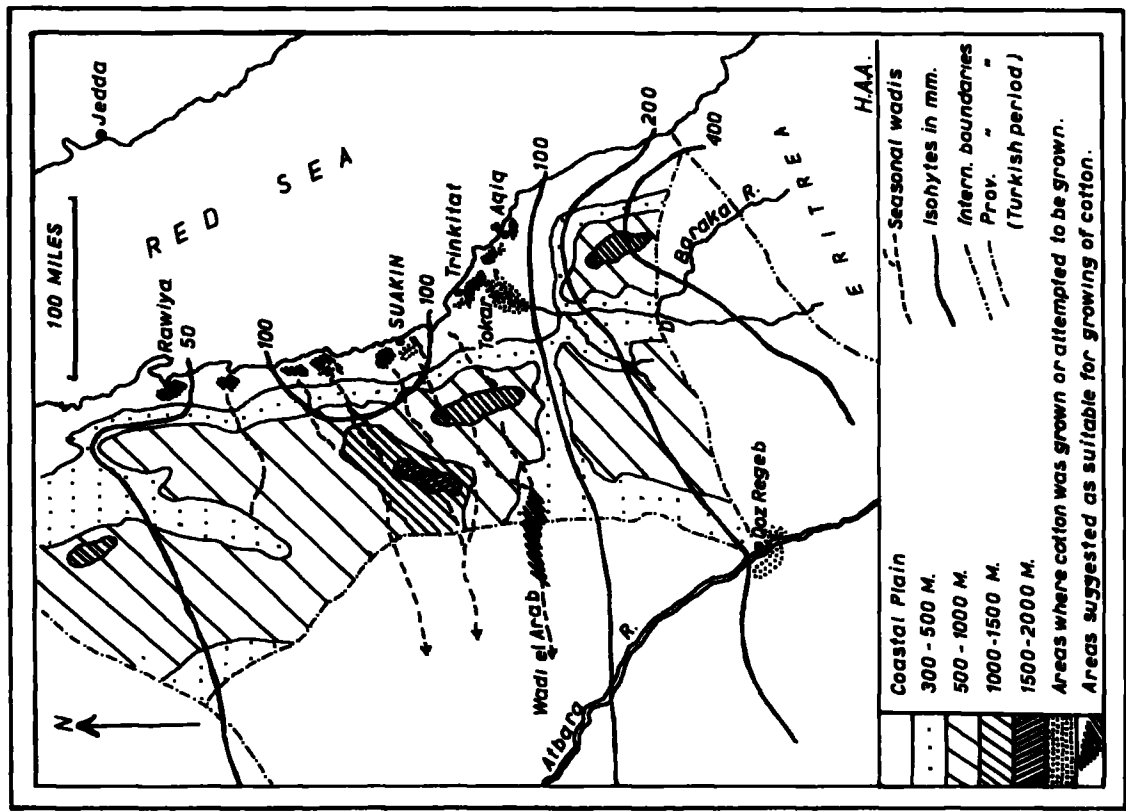 100 MILES
N
Jedda
RED SEA
Rawiya
50
100
SUAKIN
100
Trinkitat
Tokar
Aqiq
100
200
400
Baraka R.
ERITREA
Wadi el Arab
Goz Regeb
Atbara R.
H.A.A.
Coastal Plain
300 - 500 M.
500 - 1000 M.
1000 - 1500 M.
1500 - 2000 M.
Areas where cotton was grown or attempted to be grown.
Areas suggested as suitable for growing of cotton.
Seasonal wadis
Isohytes in mm.
Intern. boundaries
Prov. " "
(Turkish period)